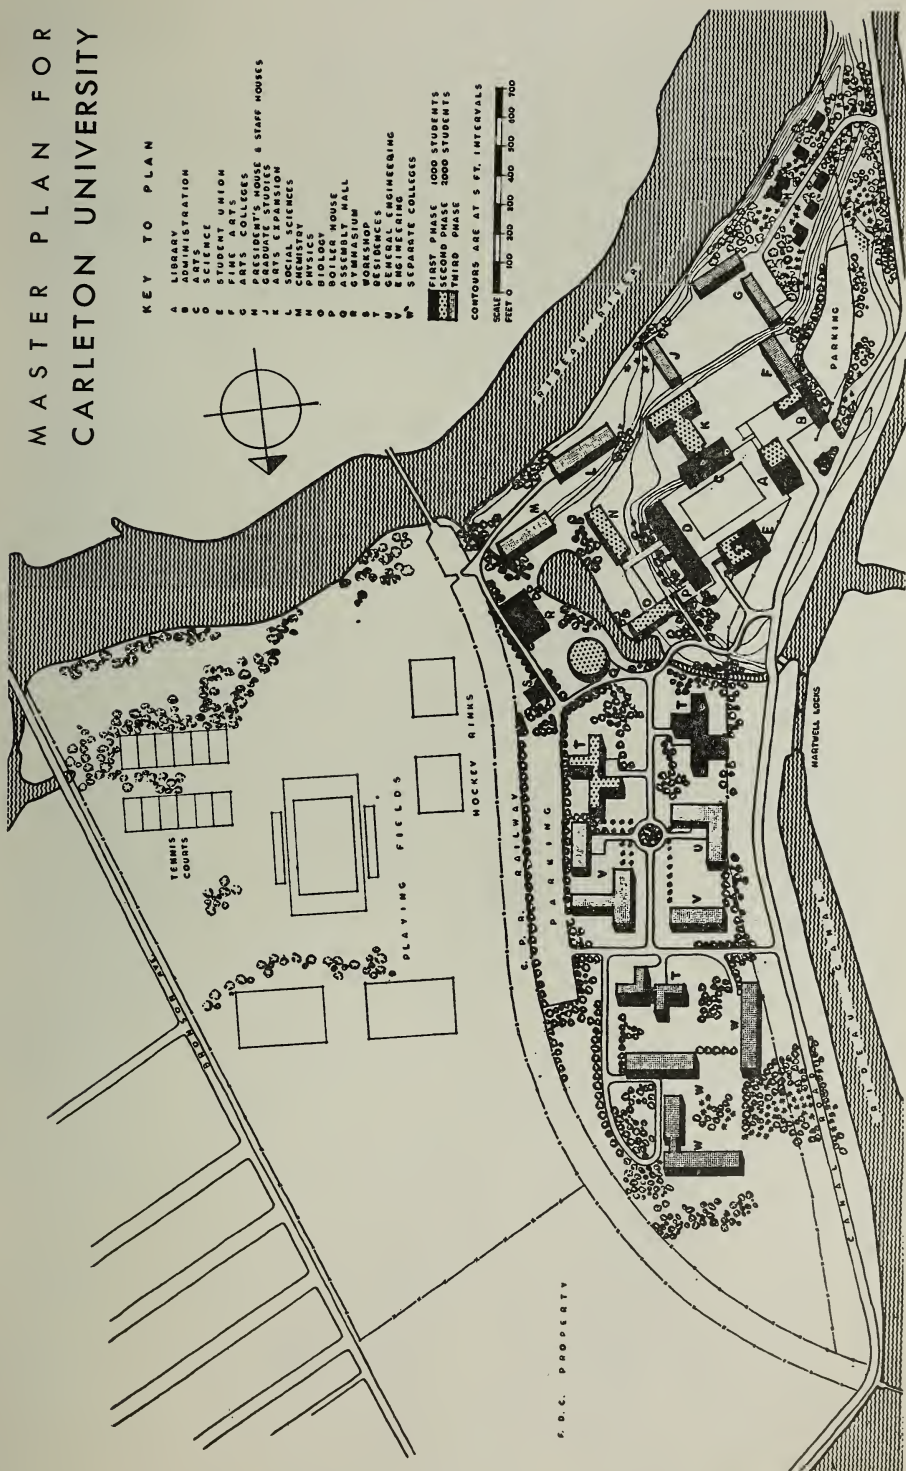 MASTER PLAN FOR
CARLETON UNIVERSITY
KEY TO PLAN
A LIBRARY
B ADMINISTRATION
C ARTS
D SCIENCE
E STUDENT UNION
F FINE ARTS
G ARTS COLLEGES
H PRESIDENT'S HOUSE & STAFF HOUSES
J GRADUATE STUDIES
K ARTS EXPANSION
L SOCIAL SCIENCES
M CHEMISTRY
N PHYSICS
O BIOLOGY
P BOILER HOUSE
Q ASSEMBLY HALL
R GYMNASIUM
S WORKSHOP
T RESIDENCES
U GENERAL ENGINEERING
V ENGINEERING
W SEPARATE COLLEGES
FIRST PHASE 1000 STUDENTS
SECOND PHASE 2000 STUDENTS
THIRD PHASE
CONTOURS ARE AT 5 FT. INTERVALS
SCALE
FEET 0 100 200 300 400 500 600 700
RIDEAU RIVER
BRONSON AVE.
TENNIS
COURTS
PLAYING FIELDS
HOCKEY RINKS
C. P. RAILWAY
PARKING
F. D. C. PROPERTY
PARKING
HARTWELL LOCKS
RIDEAU CANAL
CANAL ROAD
A
B
C
D
E
F
G
J
K
L
M
N
O
P
R
S
T
T
T
U
V
V
W
W
W